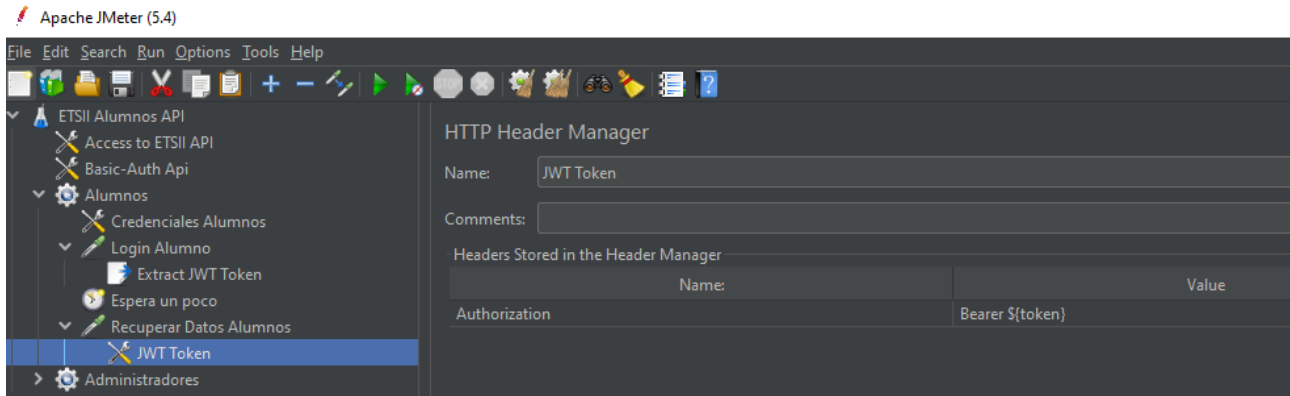 Apache JMeter (5.4)
File Edit Search Run Options Tools Help
STOP
ETSII Alumnos API
Access to ETSII API
Basic-Auth Api
Alumnos
Credenciales Alumnos
Login Alumno
Extract JWT Token
Espera un poco
Recuperar Datos Alumnos
JWT Token
Administradores
HTTP Header Manager
Name: JWT Token
Comments:
Headers Stored in the Header Manager
Name: Value
Authorization Bearer ${token}